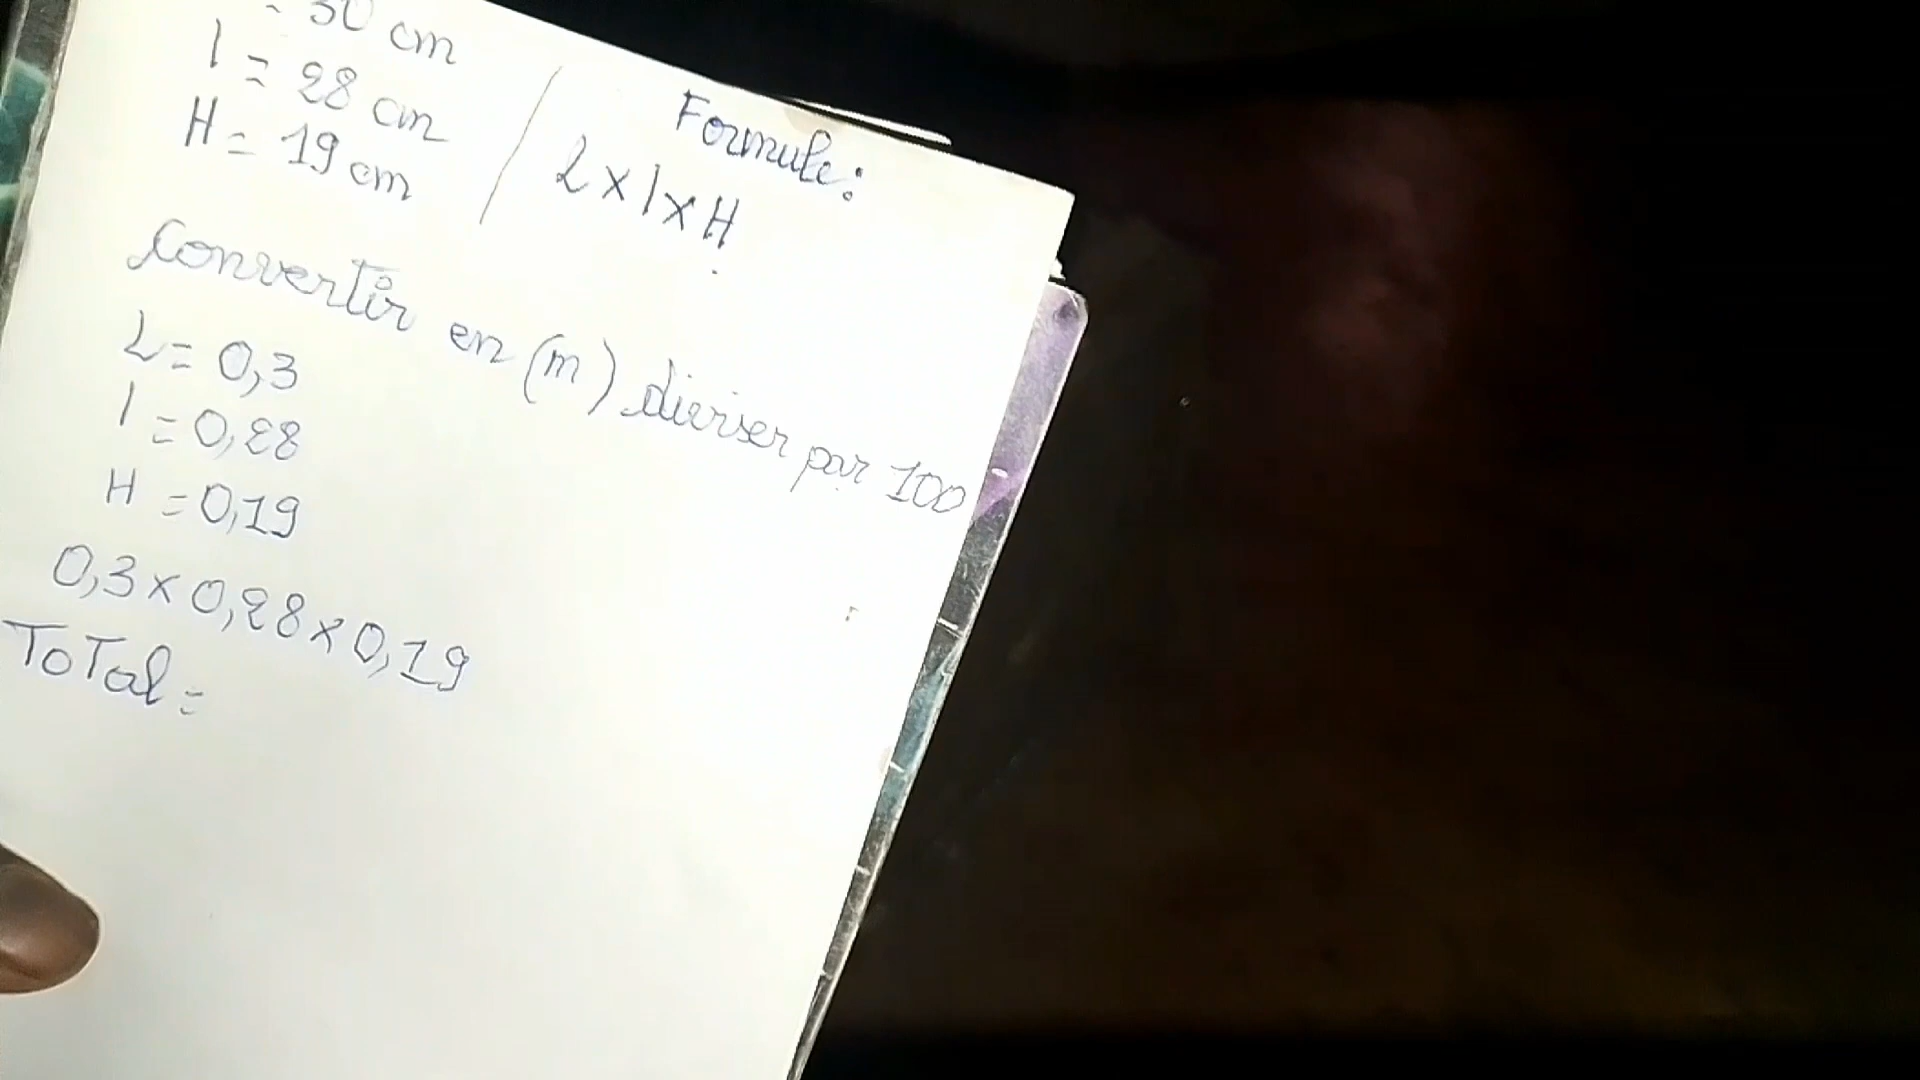 = 30 cm
l = 28 cm
H = 19 cm
Formule:
L x l x H
Convertir en (m) diviser par 100
L = 0,3
l = 0,28
H = 0,19
0,3 x 0,28 x 0,19
ToTal =